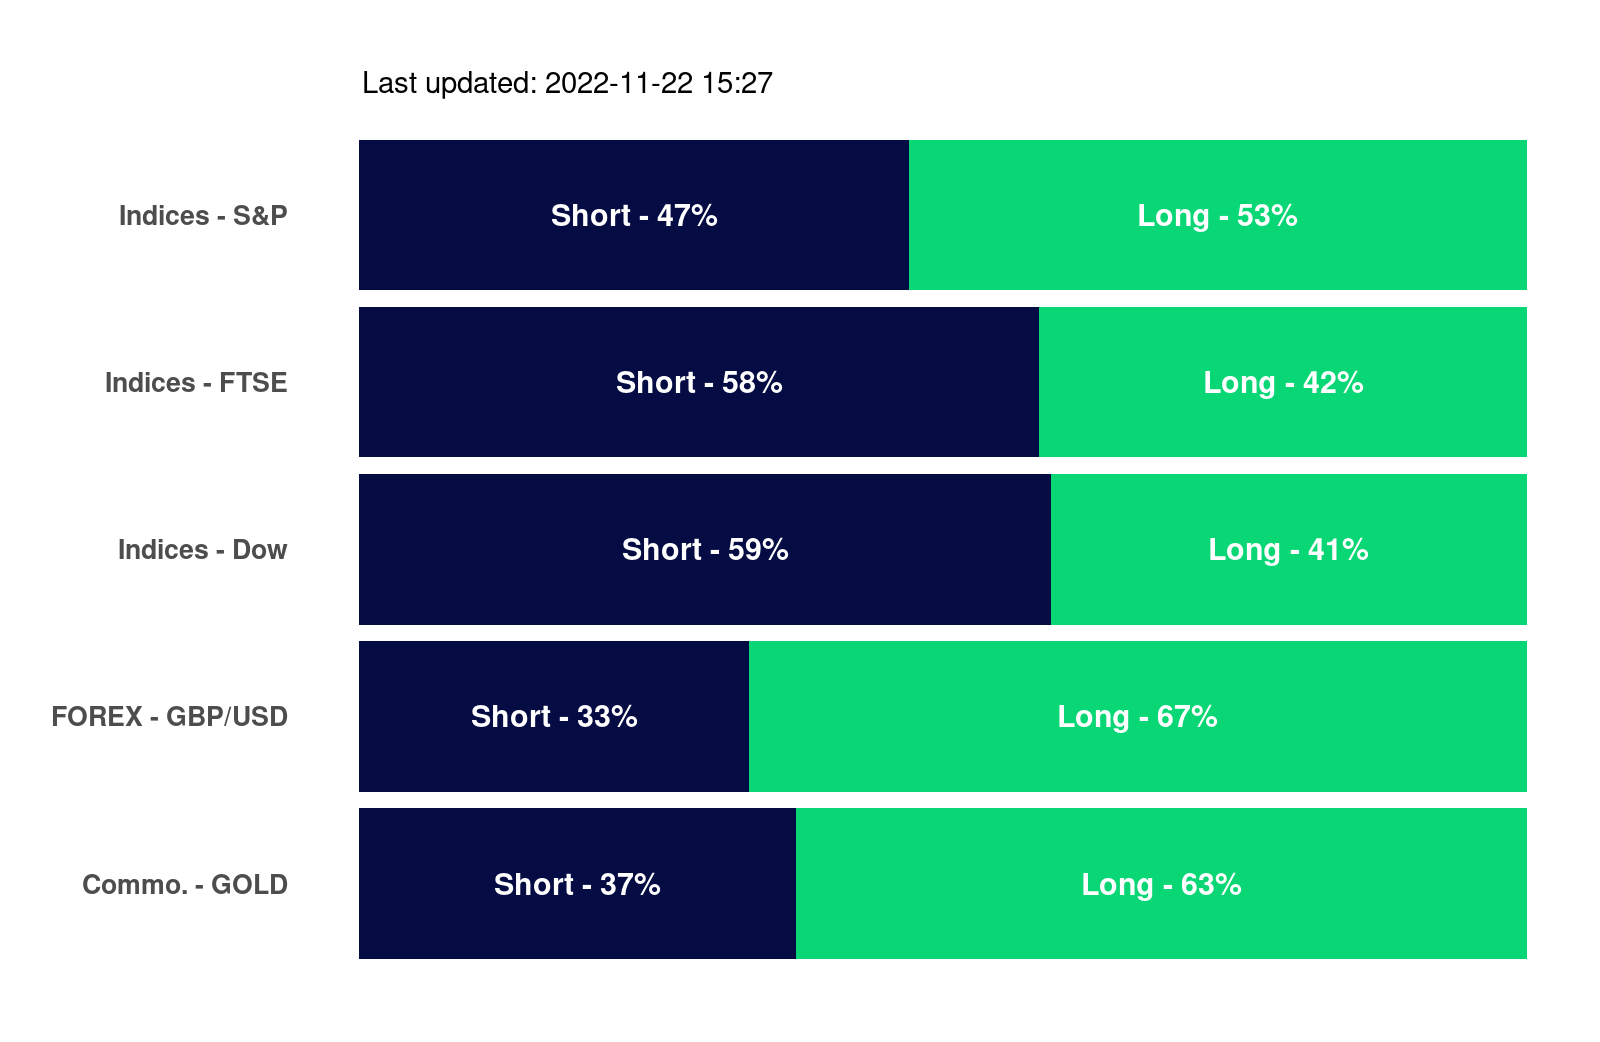 Last updated: 2022-11-22 15:27
Indices - S&P Short - 47% Long - 53%
Indices - FTSE Short - 58% Long - 42%
Indices - Dow Short - 59% Long - 41%
FOREX - GBP/USD Short - 33% Long - 67%
Commo. - GOLD Short - 37% Long - 63%